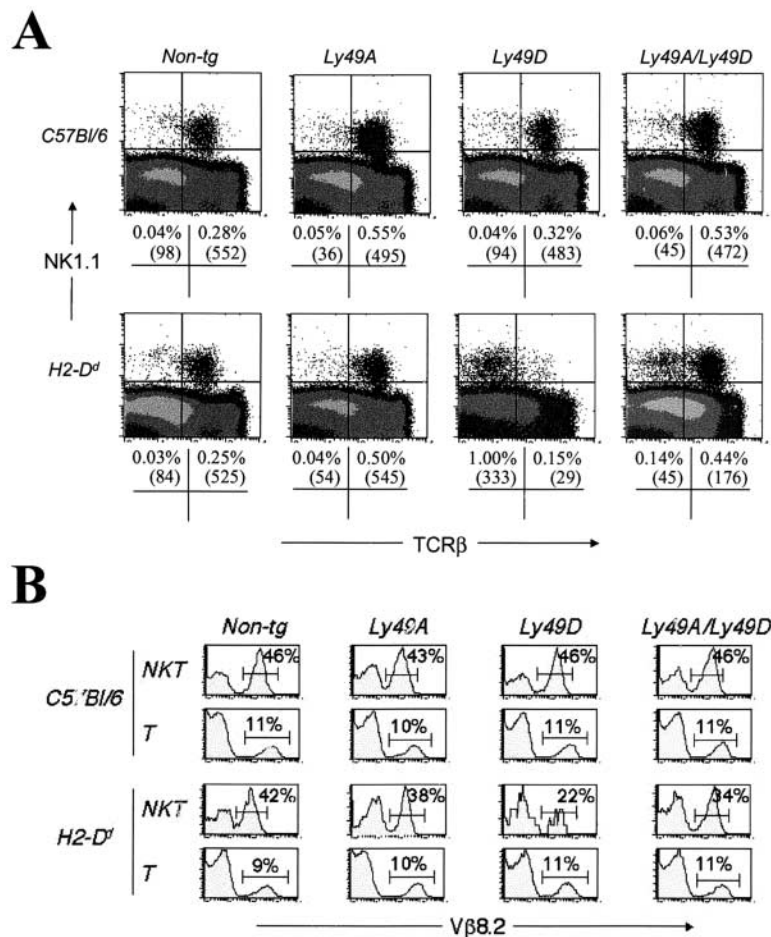 A
Non-tg Ly49A Ly49D Ly49A/Ly49D
C57Bl/6
0.04% 0.28% 0.05% 0.55% 0.04% 0.32% 0.06% 0.53%
(98) (552) (36) (495) (94) (483) (45) (472)
NK1.1
H2-Dᵈ
0.03% 0.25% 0.04% 0.50% 1.00% 0.15% 0.14% 0.44%
(84) (525) (54) (545) (333) (29) (45) (176)
TCRβ
B
Non-tg Ly49A Ly49D Ly49A/Ly49D
C57Bl/6
NKT 46% 43% 46% 46%
T 11% 10% 11% 11%
H2-Dᵈ
NKT 42% 38% 22% 34%
T 9% 10% 11% 11%
Vβ8.2